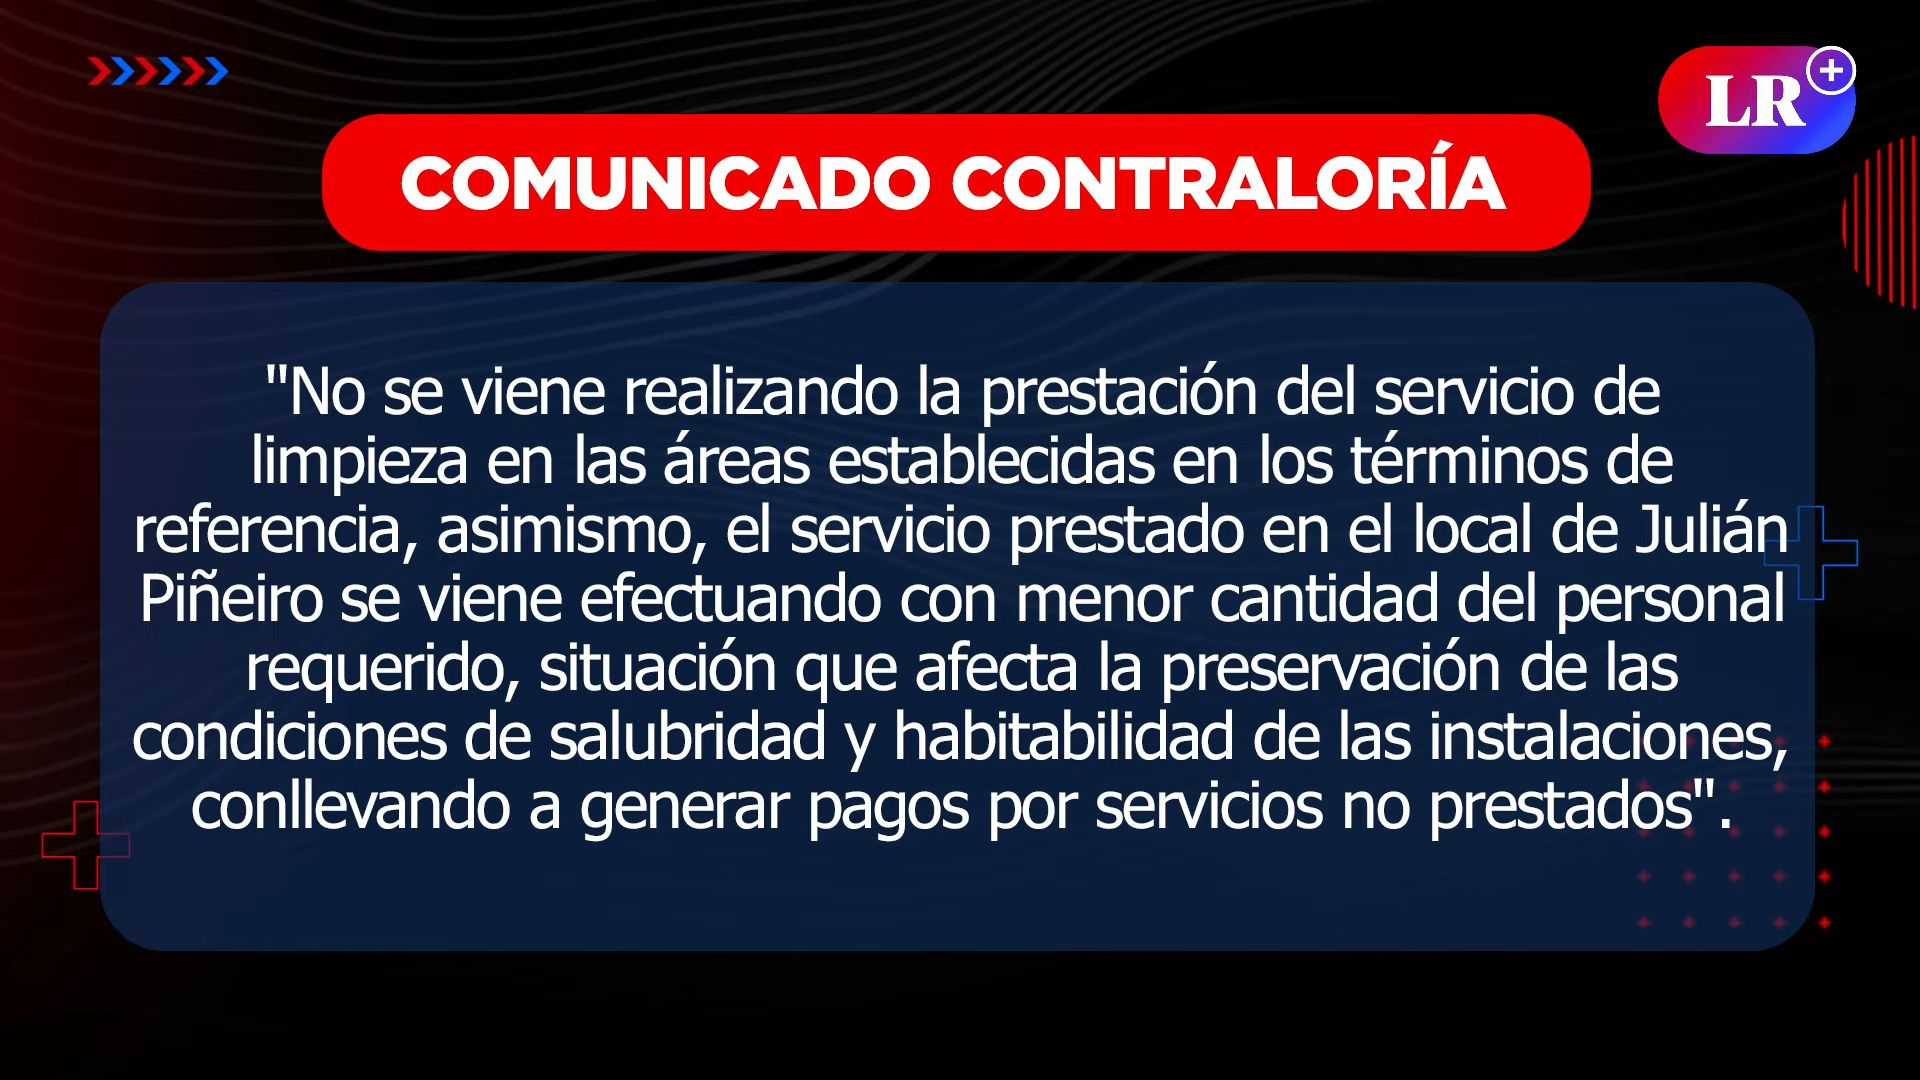 LR+
COMUNICADO CONTRALORÍA
"No se viene realizando la prestación del servicio de
limpieza en las áreas establecidas en los términos de
referencia, asimismo, el servicio prestado en el local de Julián
Piñeiro se viene efectuando con menor cantidad del personal
requerido, situación que afecta la preservación de las
condiciones de salubridad y habitabilidad de las instalaciones,
conllevando a generar pagos por servicios no prestados".